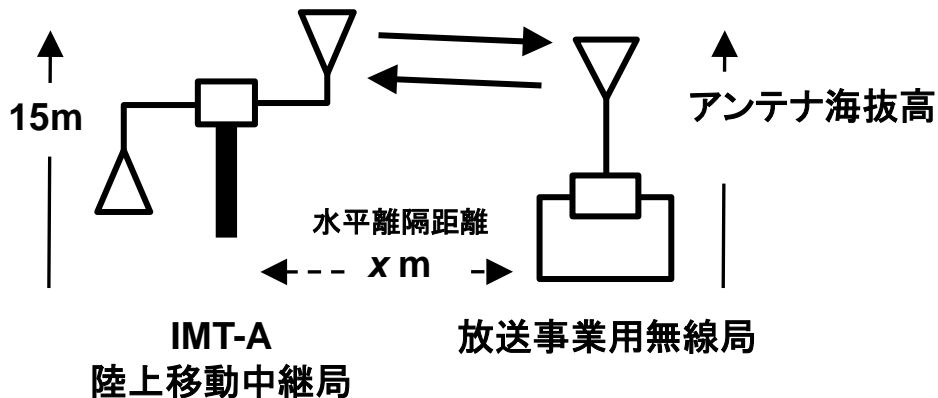 15m
アンテナ海抜高
水平離隔距離
x m
IMT-A
陸上移動中継局
放送事業用無線局